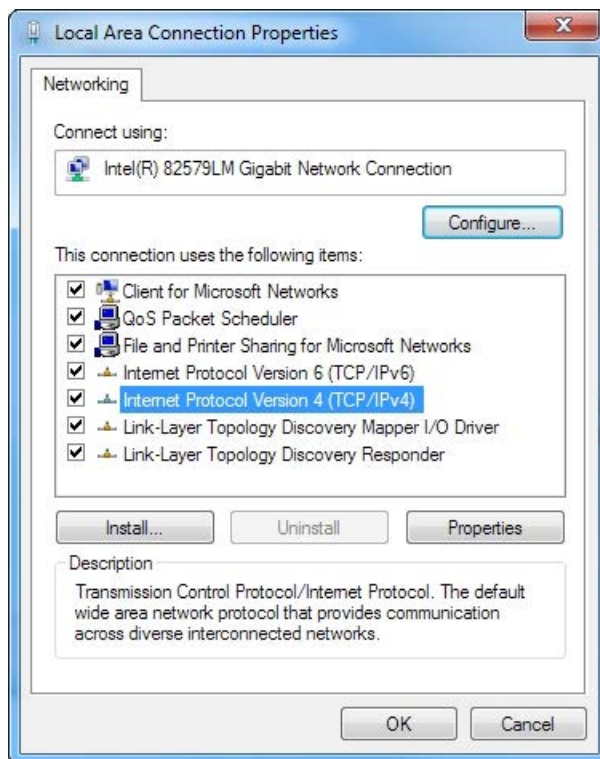 Local Area Connection Properties
Networking
Connect using:
Intel(R) 82579LM Gigabit Network Connection
Configure...
This connection uses the following items:
Client for Microsoft Networks
QoS Packet Scheduler
File and Printer Sharing for Microsoft Networks
Internet Protocol Version 6 (TCP/IPv6)
Internet Protocol Version 4 (TCP/IPv4)
Link-Layer Topology Discovery Mapper I/O Driver
Link-Layer Topology Discovery Responder
Install... Uninstall Properties
Description
Transmission Control Protocol/Internet Protocol. The default
wide area network protocol that provides communication
across diverse interconnected networks.
OK Cancel